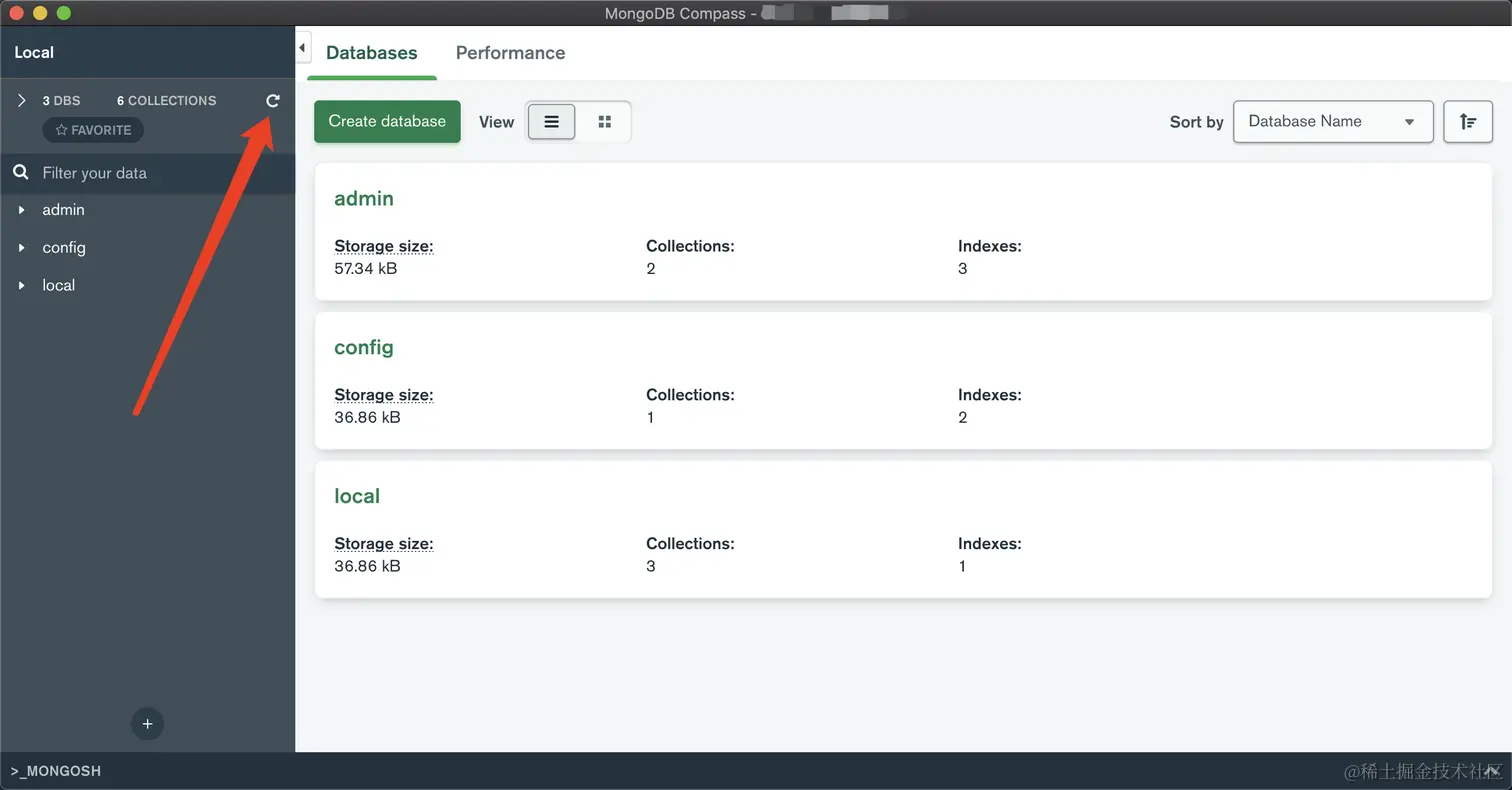 MongoDB Compass -
Local
Databases Performance
3 DBS 6 COLLECTIONS
FAVORITE
Create database View Sort by Database Name
Filter your data
admin
config
local
admin
Storage size: Collections: Indexes:
57.34 kB 2 3
config
Storage size: Collections: Indexes:
36.86 kB 1 2
local
Storage size: Collections: Indexes:
36.86 kB 3 1
+
>_MONGOSH
@稀土掘金技术社区